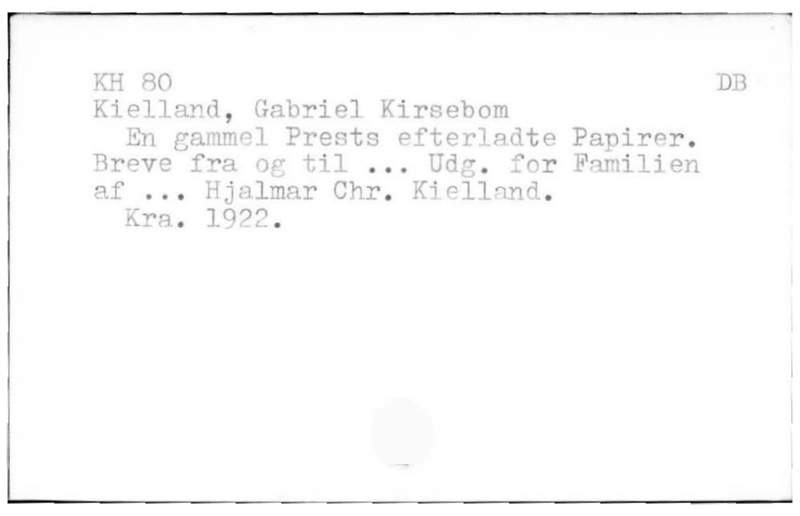 KH 80 DB
Kielland, Gabriel Kirsebom
En gammel Prests efterladte Papirer.
Breve fra og til ... Udg. for Familien
af ... Hjalmar Chr. Kielland.
Kra. 1922.